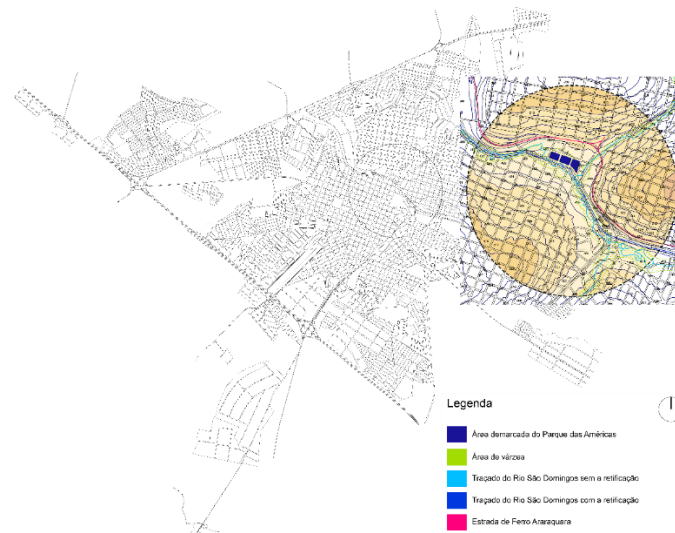 Legenda
Área demarcada do Parque das Américas
Área de várzea
Traçado do Rio São Domingos sem a retificação
Traçado do Rio São Domingos com a retificação
Estrada de Ferro Araraquara